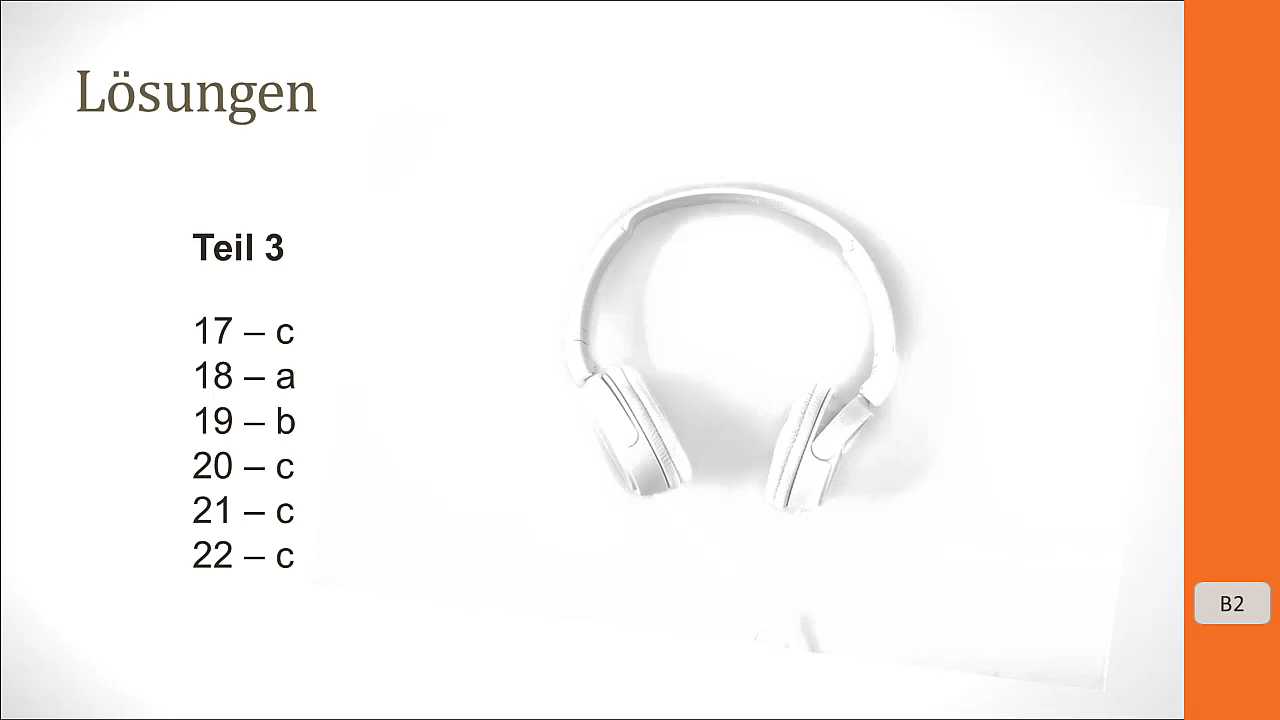 Lösungen
Teil 3
17 – c
18 – a
19 – b
20 – c
21 – c
22 – c
B2